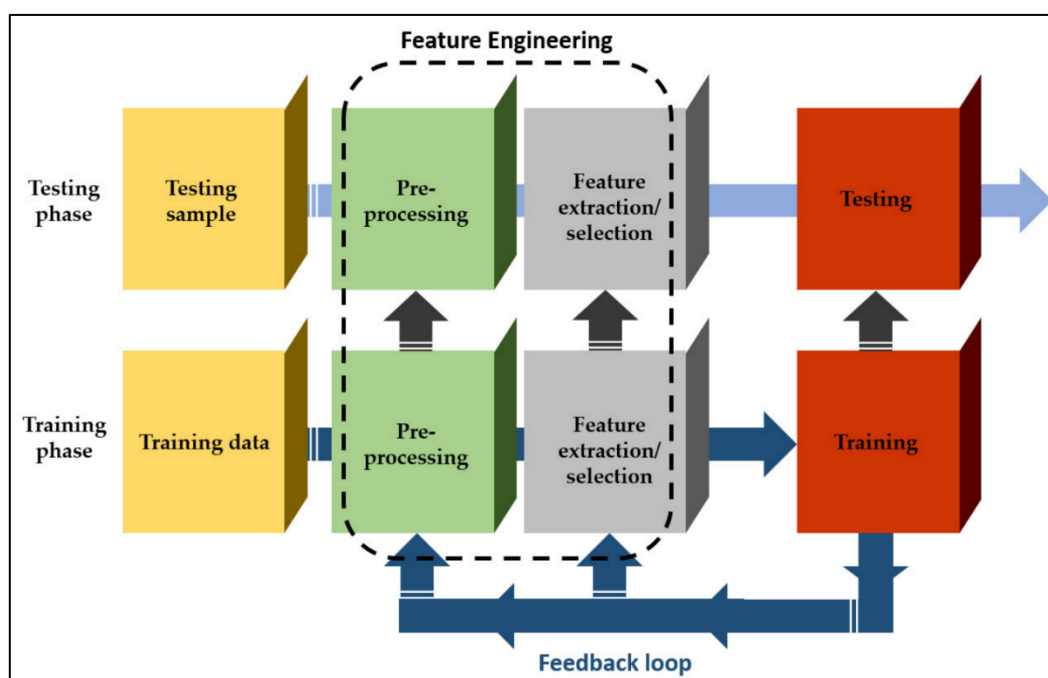 Feature Engineering
Testing
phase
Testing
sample
Pre-
processing
Feature
extraction/
selection
Testing
Training
phase
Training data
Pre-
processing
Feature
extraction/
selection
Training
Feedback loop